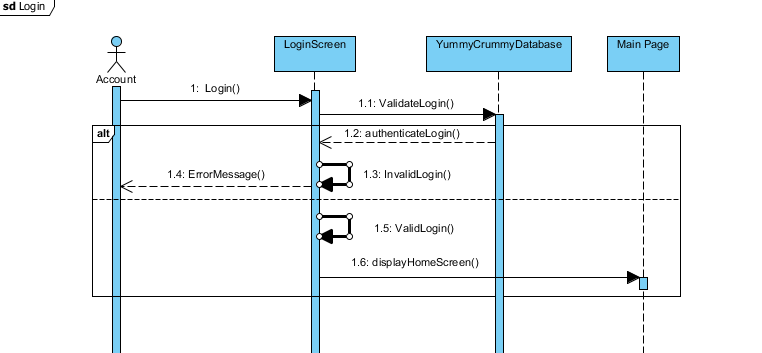 sd Login
LoginScreen
YummyCrummyDatabase
Main Page
Account
1: Login()
1.1: ValidateLogin()
alt
1.2: authenticateLogin()
1.4: ErrorMessage()
1.3: InvalidLogin()
1.5: ValidLogin()
1.6: displayHomeScreen()